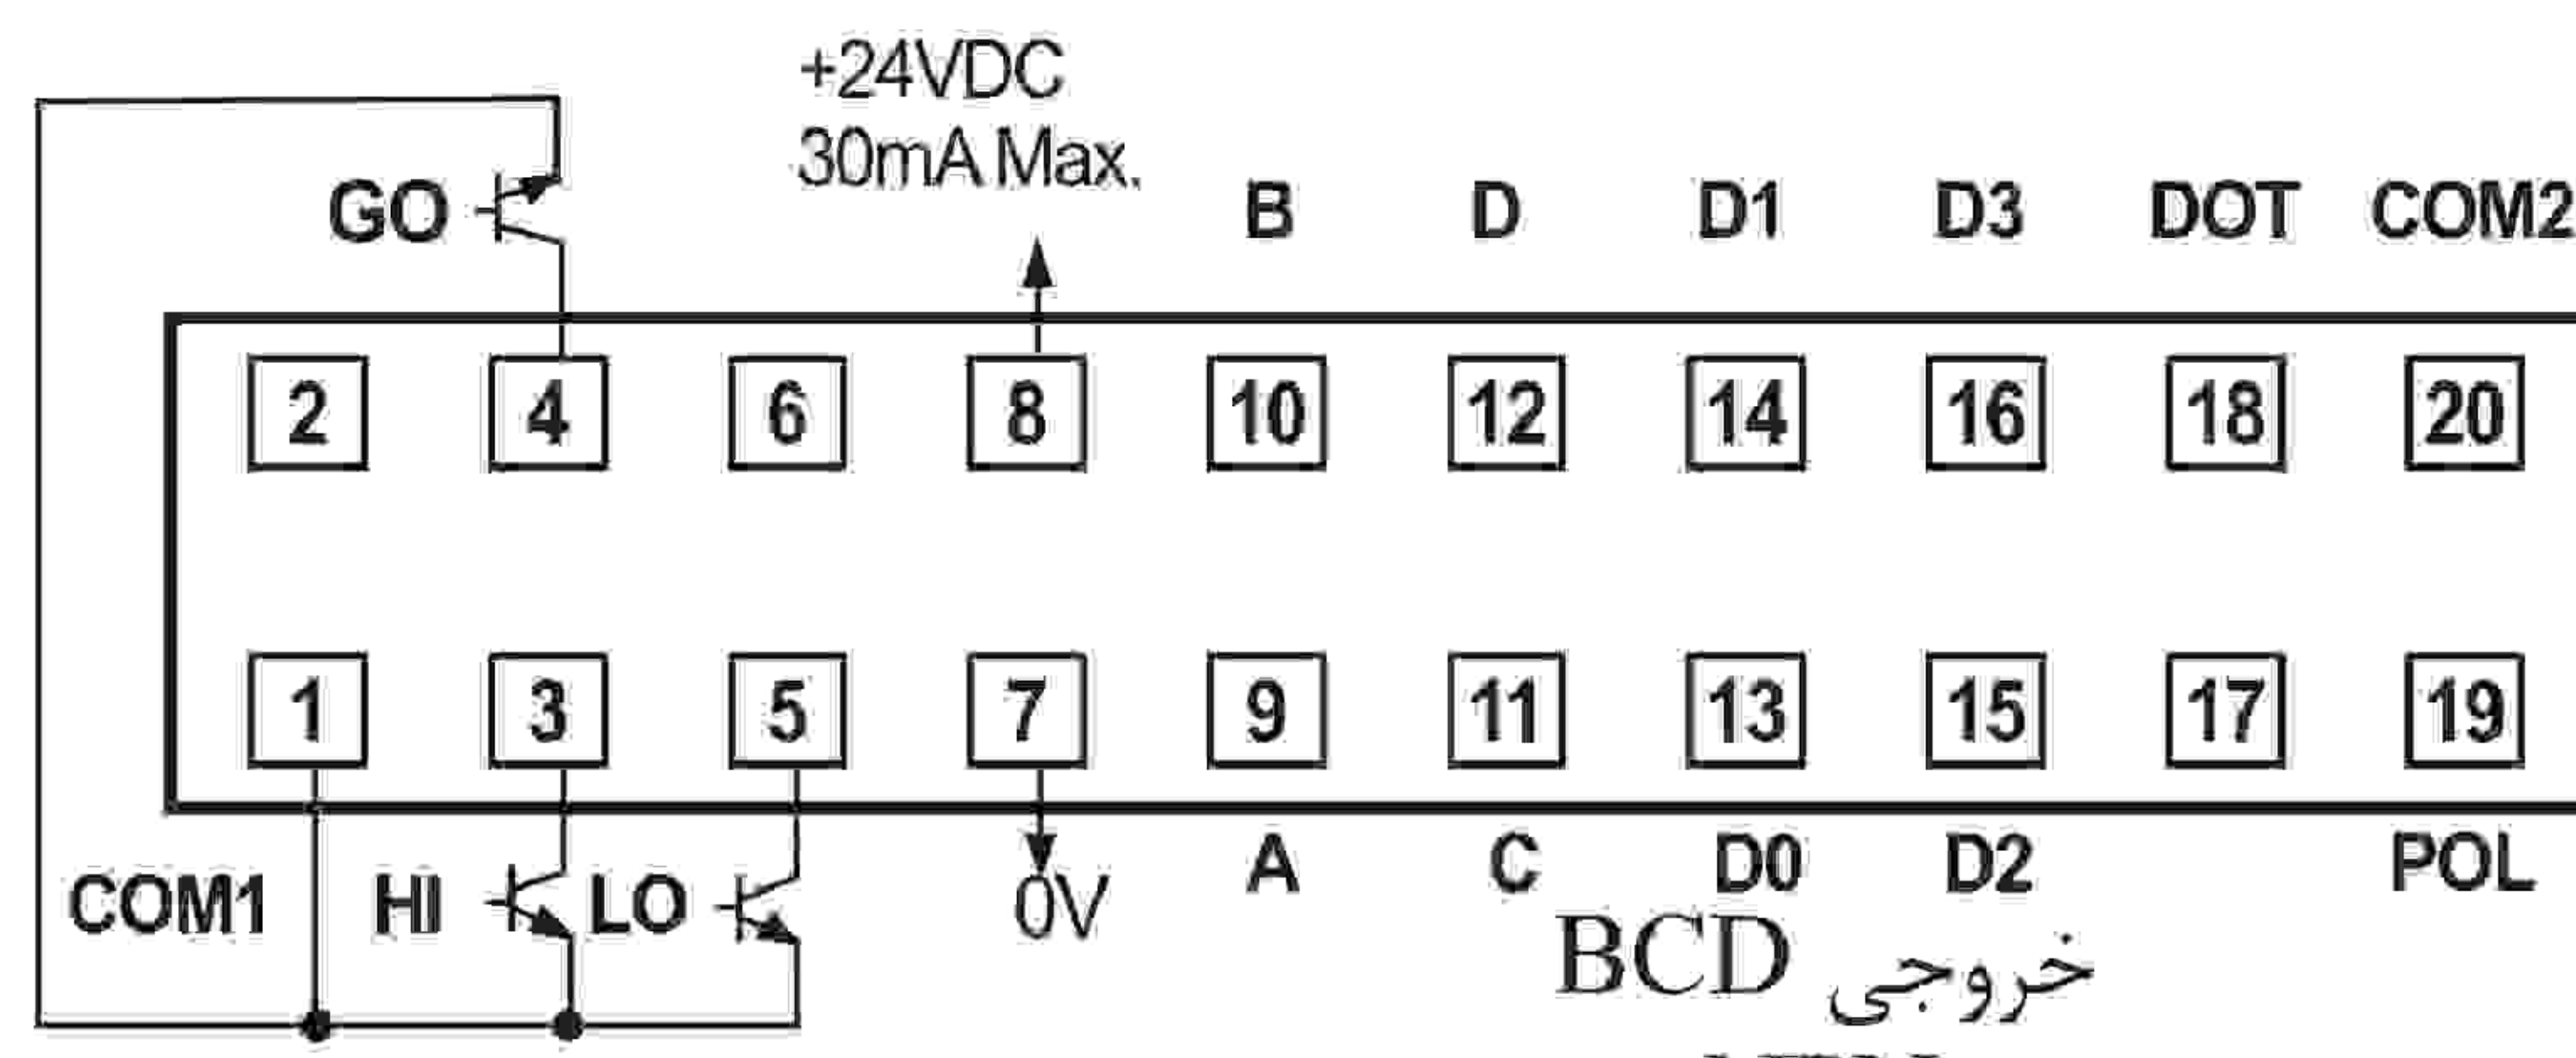 +24VDC
30mA Max.
GO B D D1 D3 DOT COM2
2 4 6 8 10 12 14 16 18 20
1 3 5 7 9 11 13 15 17 19
COM1 HI LO 0V A C D0 D2 POL
خروجی BCD